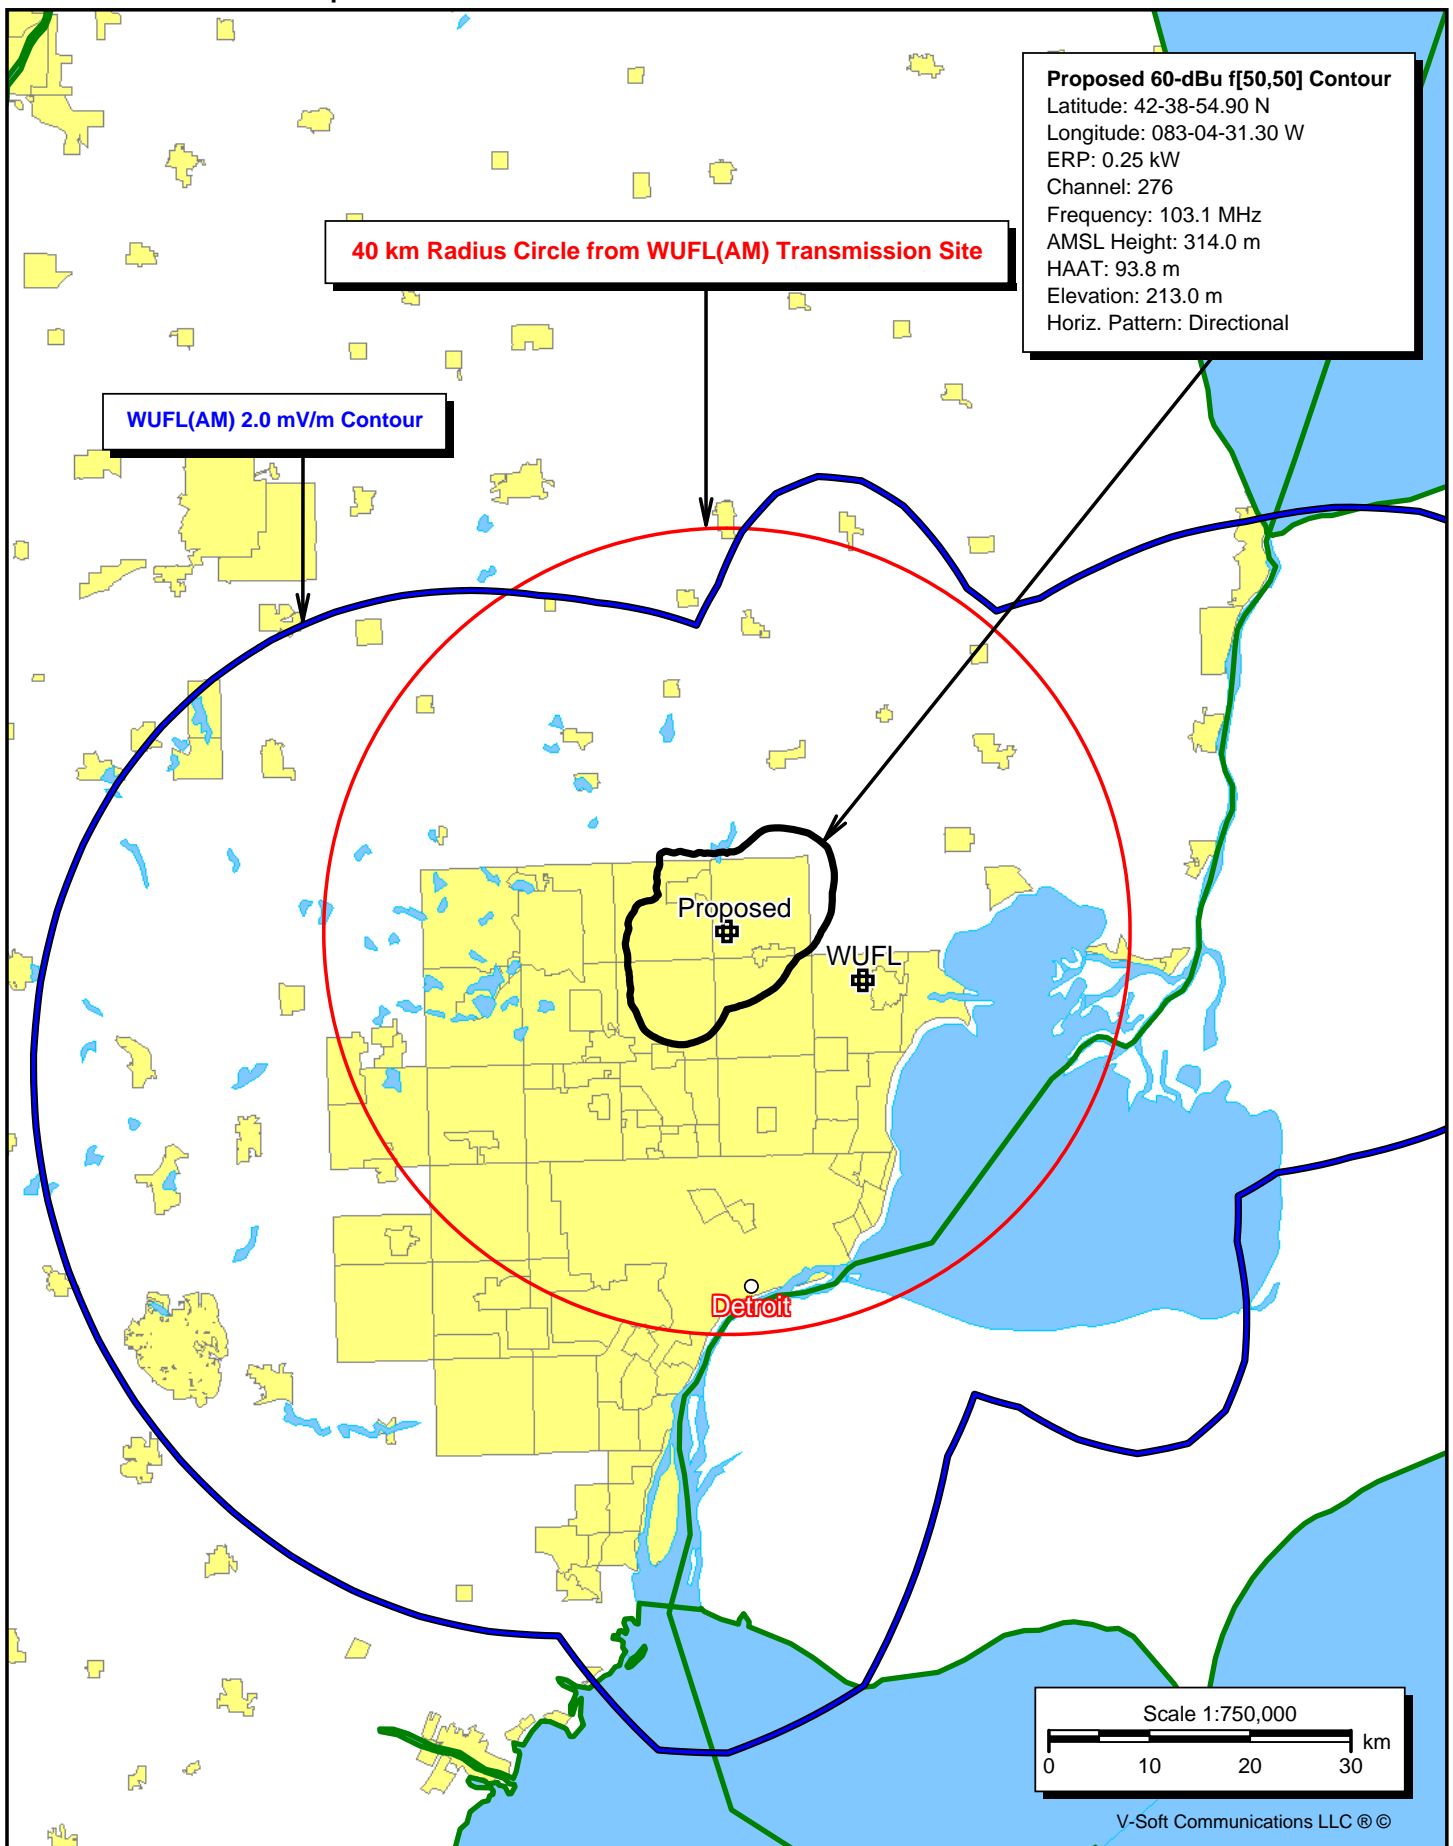 Proposed 60-dBu f[50,50] Contour
Latitude: 42-38-54.90 N
Longitude: 083-04-31.30 W
ERP: 0.25 kW
Channel: 276
Frequency: 103.1 MHz
AMSL Height: 314.0 m
HAAT: 93.8 m
Elevation: 213.0 m
Horiz. Pattern: Directional
40 km Radius Circle from WUFL(AM) Transmission Site
WUFL(AM) 2.0 mV/m Contour
Proposed
WUFL
Detroit
Scale 1:750,000
km
0 10 20 30
V-Soft Communications LLC ® ©